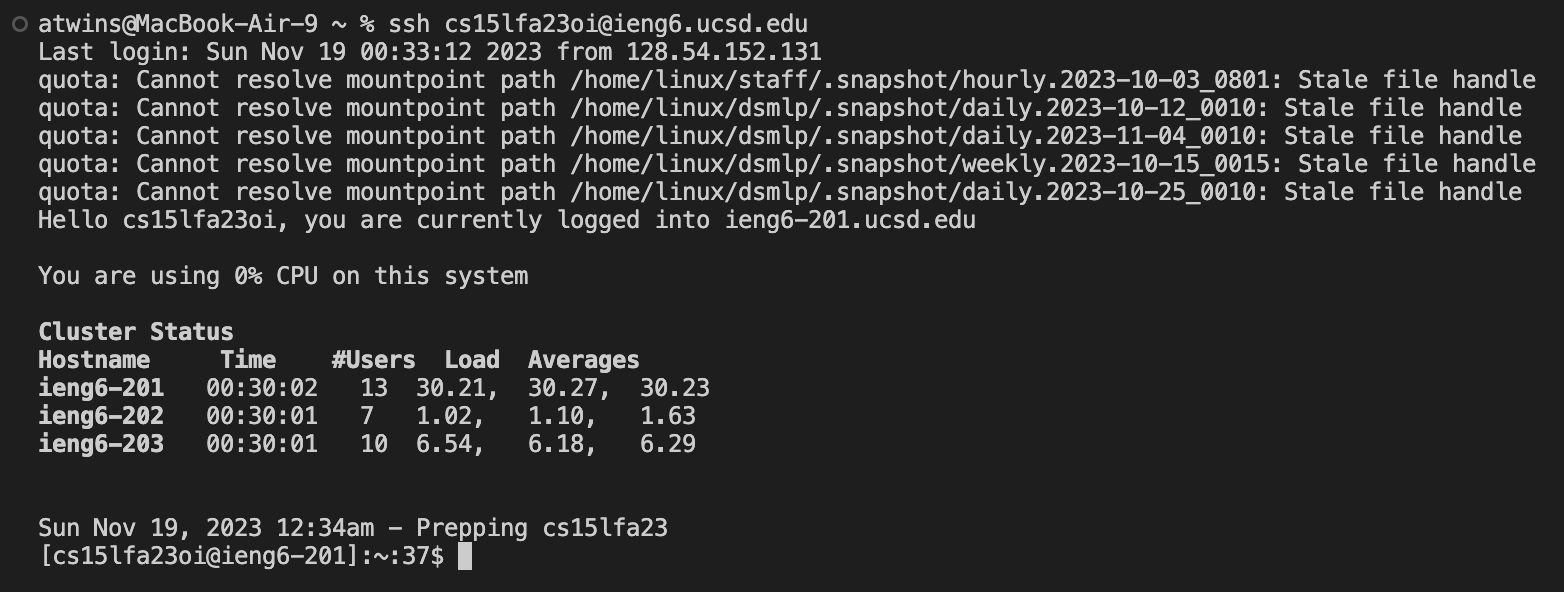 atwins@MacBook-Air-9 ~ % ssh cs15lfa23oi@ieng6.ucsd.edu
Last login: Sun Nov 19 00:33:12 2023 from 128.54.152.131
quota: Cannot resolve mountpoint path /home/linux/staff/.snapshot/hourly.2023-10-03_0801: Stale file handle
quota: Cannot resolve mountpoint path /home/linux/dsmlp/.snapshot/daily.2023-10-12_0010: Stale file handle
quota: Cannot resolve mountpoint path /home/linux/dsmlp/.snapshot/daily.2023-11-04_0010: Stale file handle
quota: Cannot resolve mountpoint path /home/linux/dsmlp/.snapshot/weekly.2023-10-15_0015: Stale file handle
quota: Cannot resolve mountpoint path /home/linux/dsmlp/.snapshot/daily.2023-10-25_0010: Stale file handle
Hello cs15lfa23oi, you are currently logged into ieng6-201.ucsd.edu
You are using 0% CPU on this system
Cluster Status
Hostname     Time    #Users  Load  Averages
ieng6-201   00:30:02   13  30.21,  30.27,  30.23
ieng6-202   00:30:01   7   1.02,   1.10,   1.63
ieng6-203   00:30:01   10  6.54,   6.18,   6.29
Sun Nov 19, 2023 12:34am - Prepping cs15lfa23
[cs15lfa23oi@ieng6-201]:~:37$